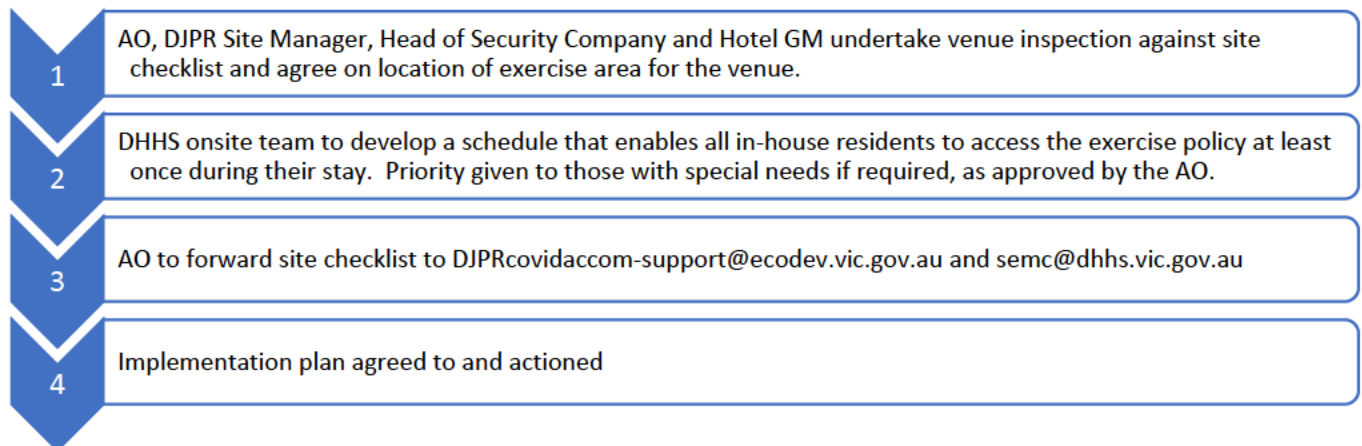 1
AO, DJPR Site Manager, Head of Security Company and Hotel GM undertake venue inspection against site
checklist and agree on location of exercise area for the venue.
2
DHHS onsite team to develop a schedule that enables all in-house residents to access the exercise policy at least
once during their stay.  Priority given to those with special needs if required, as approved by the AO.
3
AO to forward site checklist to DJPRcovidaccom-support@ecodev.vic.gov.au and semc@dhhs.vic.gov.au
4
Implementation plan agreed to and actioned